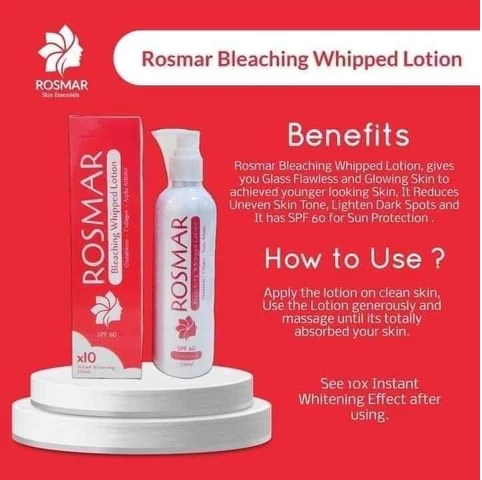 ROSMAR
Skin Essentials
Rosmar Bleaching Whipped Lotion
Benefits
Rosmar Bleaching Whipped Lotion, gives
you Glass Flawless and Glowing Skin to
achieved younger looking Skin, It Reduces
Uneven Skin Tone, Lighten Dark Spots and
It has SPF 60 for Sun Protection .
How to Use ?
Apply the lotion on clean skin,
Use the Lotion generously and
massage until its totally
absorbed your skin.
See 10x Instant
Whitening Effect after
using.
ROSMAR
Bleaching Whipped Lotion
SPF 60
x10
250ml
ROSMAR
Bleaching Whipped Lotion
SPF 60